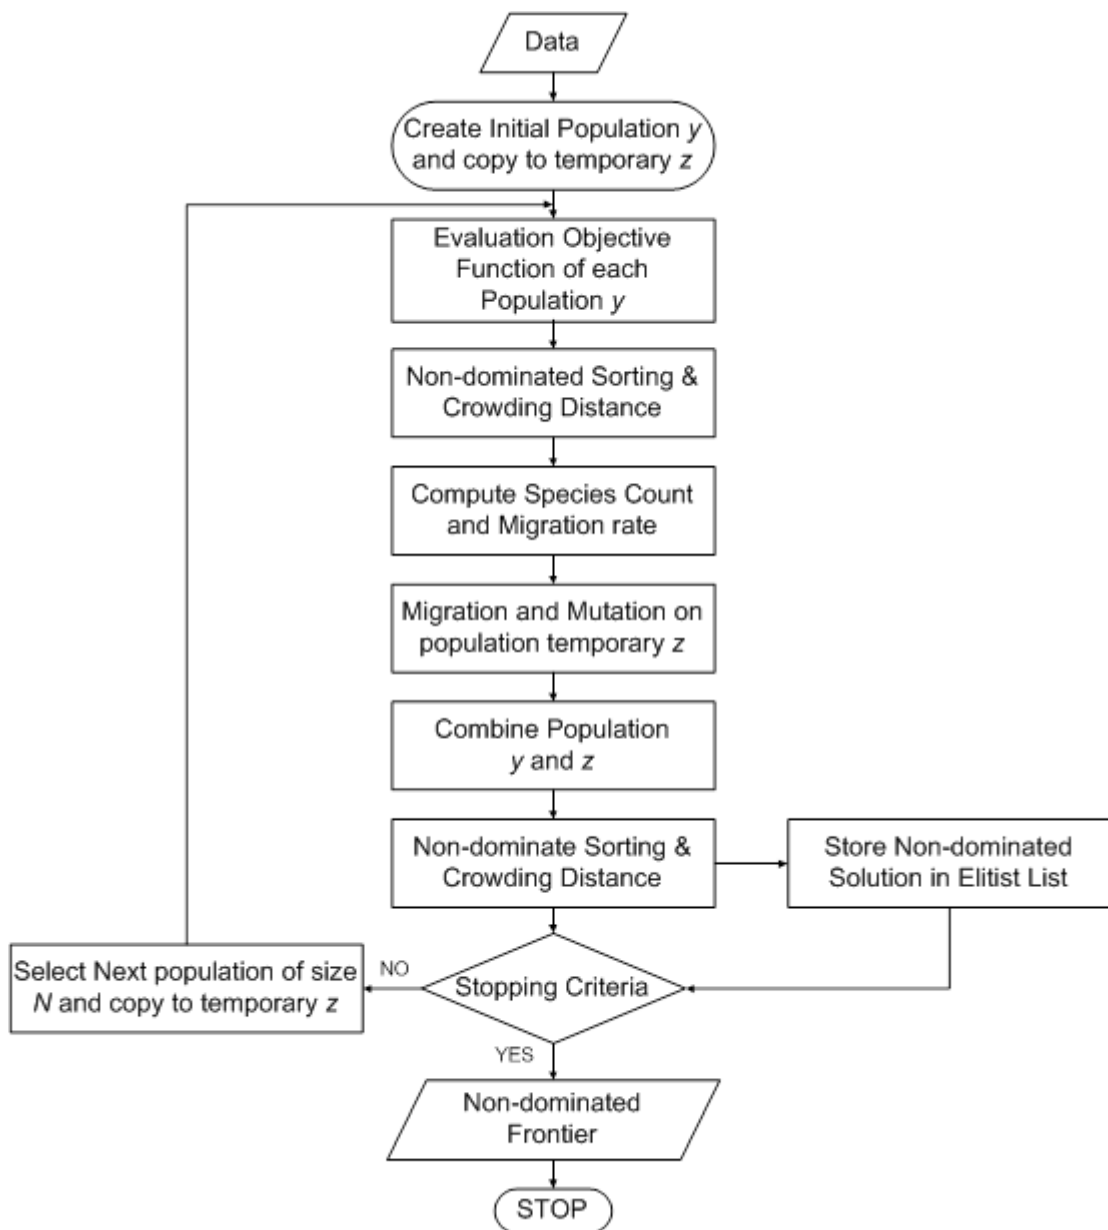 Data
Create Initial Population y
and copy to temporary z
Evaluation Objective
Function of each
Population y
Non-dominated Sorting &
Crowding Distance
Compute Species Count
and Migration rate
Migration and Mutation on
population temporary z
Combine Population
y and z
Non-dominate Sorting &
Crowding Distance
Store Non-dominated
Solution in Elitist List
Select Next population of size
N and copy to temporary z
NO
Stopping Criteria
YES
Non-dominated
Frontier
STOP